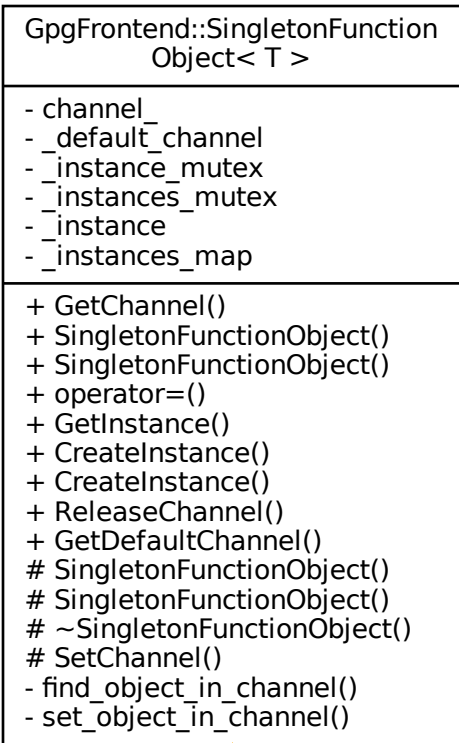 GpgFrontend::SingletonFunction
Object< T >
- channel_
- _default_channel
- _instance_mutex
- _instances_mutex
- _instance
- _instances_map
+ GetChannel()
+ SingletonFunctionObject()
+ SingletonFunctionObject()
+ operator=()
+ GetInstance()
+ CreateInstance()
+ CreateInstance()
+ ReleaseChannel()
+ GetDefaultChannel()
# SingletonFunctionObject()
# SingletonFunctionObject()
# ~SingletonFunctionObject()
# SetChannel()
- find_object_in_channel()
- set_object_in_channel()